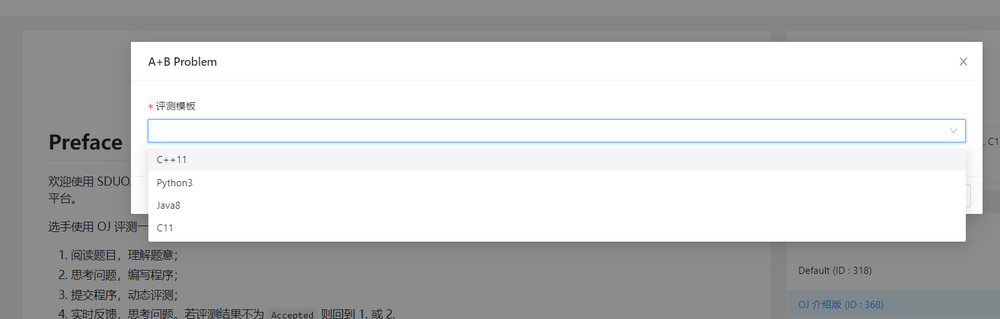 A+B Problem
* 评测模板
Preface
C++11
, C1
欢迎使用 SDUO
Python3
平台。
Java8
选手使用 OJ 评测一
C11
1. 阅读题目，理解题意；
2. 思考问题，编写程序；
3. 提交程序，动态评测；
4. 实时反馈，思考问题。若评测结果不为 Accepted 则回到 1. 或 2.
Default (ID : 318)
OJ 介绍版 (ID : 368)